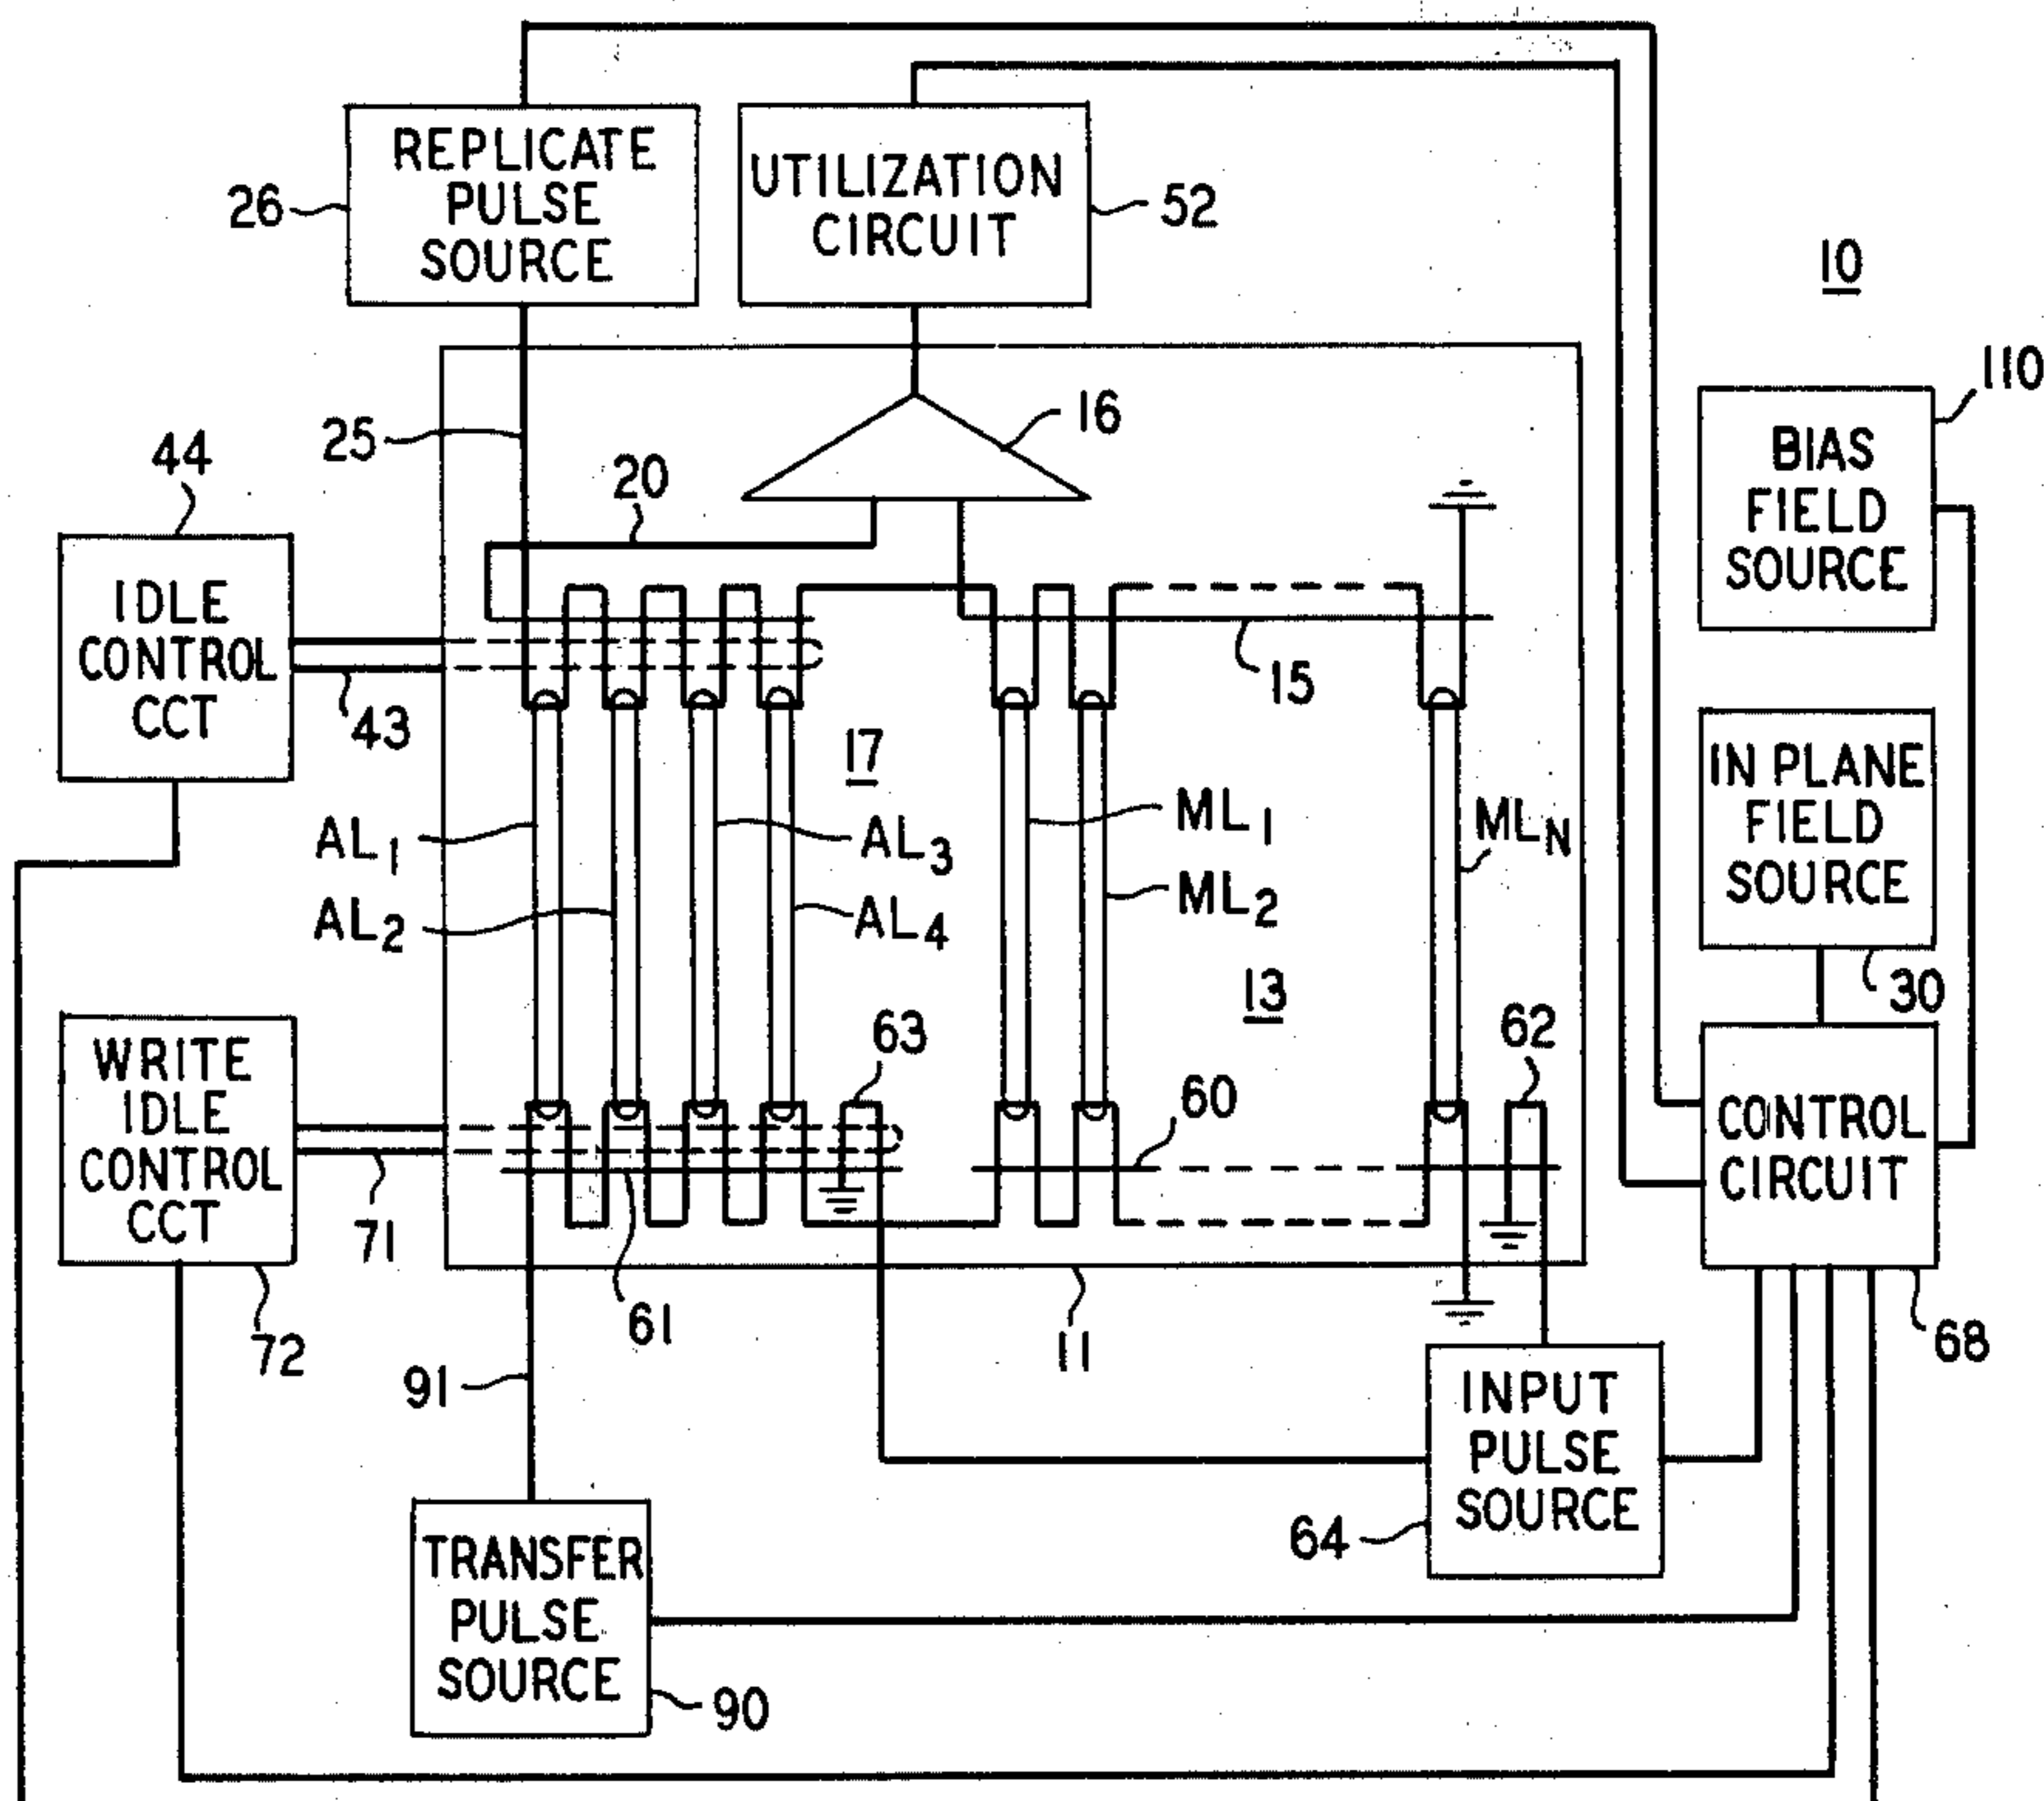 REPLICATE
PULSE
SOURCE
26
UTILIZATION
CIRCUIT
52
10
110
BIAS
FIELD
SOURCE
16
25
20
44
IDLE
CONTROL
CCT
43
15
17
IN PLANE
FIELD
SOURCE
30
AL1
AL2
AL3
AL4
ML1
ML2
MLN
13
63
62
60
WRITE
IDLE
CONTROL
CCT
71
72
61
11
CONTROL
CIRCUIT
68
91
INPUT
PULSE
SOURCE
64
TRANSFER
PULSE
SOURCE
90